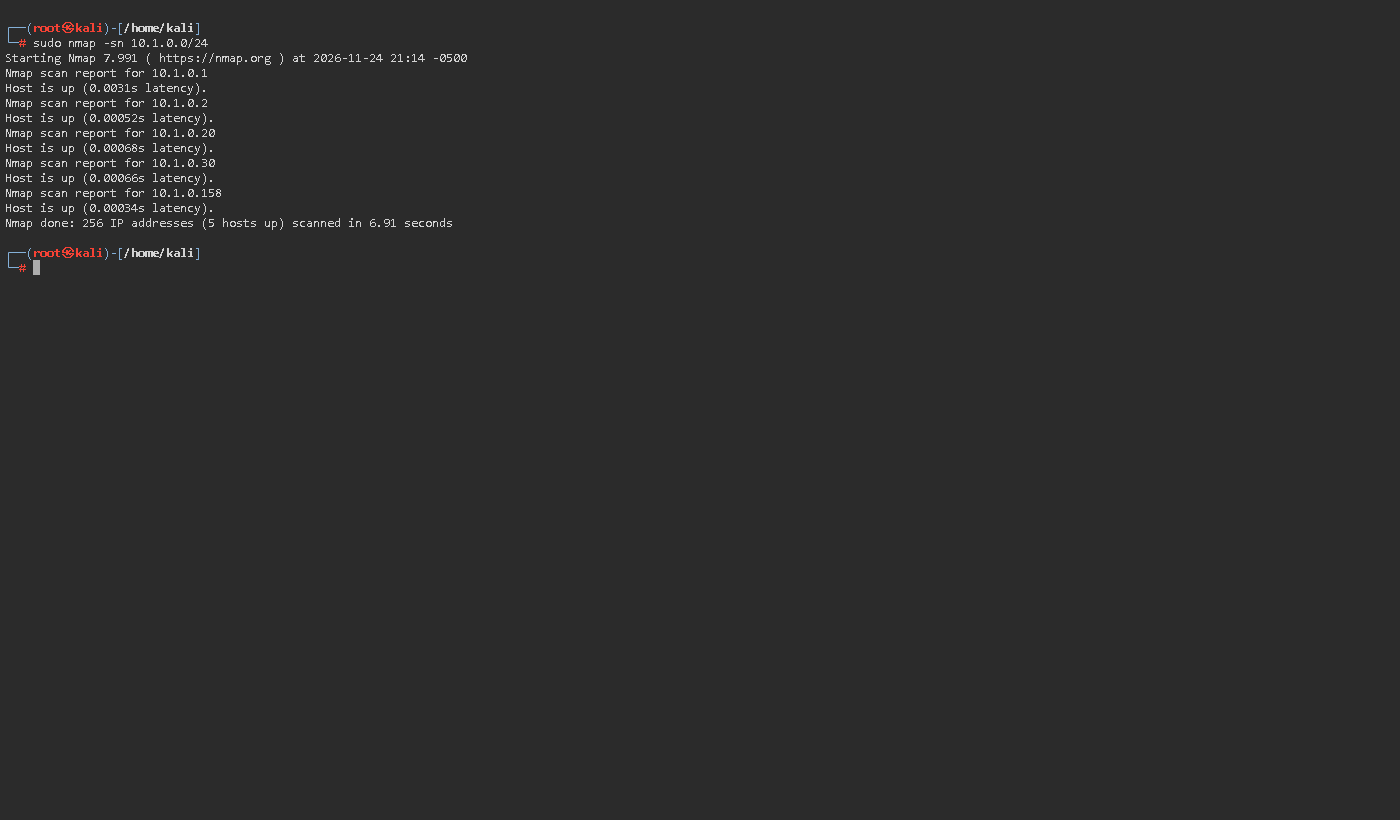 ┌──(root㉿kali)-[/home/kali]
└─# sudo nmap -sn 10.1.0.0/24
Starting Nmap 7.991 ( https://nmap.org ) at 2026-11-24 21:14 -0500
Nmap scan report for 10.1.0.1
Host is up (0.0031s latency).
Nmap scan report for 10.1.0.2
Host is up (0.00052s latency).
Nmap scan report for 10.1.0.20
Host is up (0.00068s latency).
Nmap scan report for 10.1.0.30
Host is up (0.00066s latency).
Nmap scan report for 10.1.0.158
Host is up (0.00034s latency).
Nmap done: 256 IP addresses (5 hosts up) scanned in 6.91 seconds
┌──(root㉿kali)-[/home/kali]
└─#